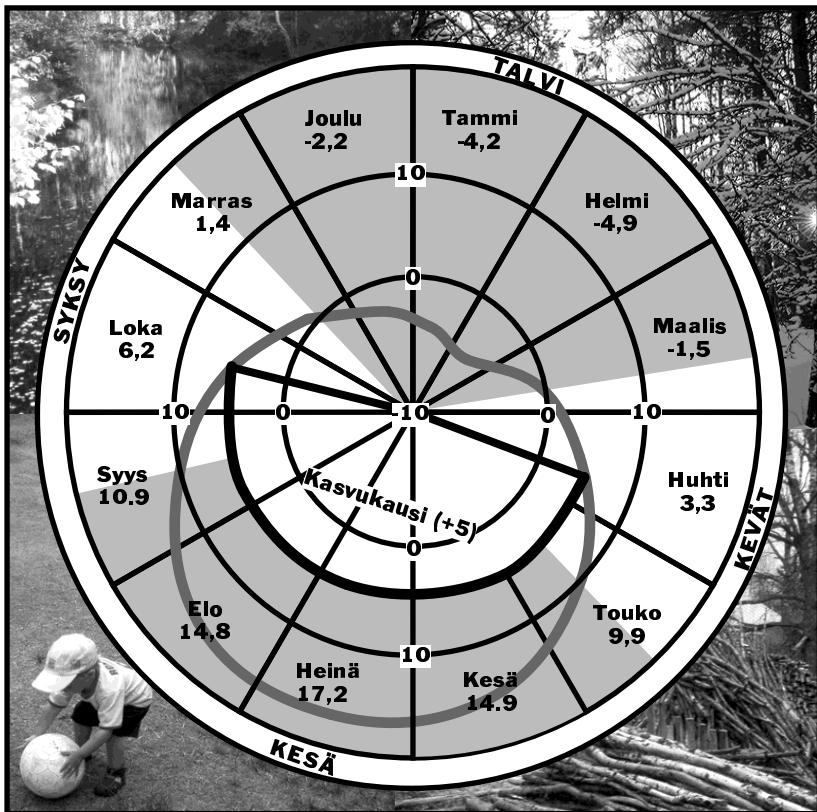 TALVI
Joulu
-2,2
Tammi
-4,2
10
Marras
1,4
Helmi
-4,9
SYKSY
0
Loka
6,2
Maalis
-1,5
10
0
-10
0
10
Syys
10.9
Kasvukausi (+5)
Huhti
3,3
KEVÄT
0
Elo
14,8
Touko
9,9
10
Heinä
17,2
Kesä
14.9
KESÄ